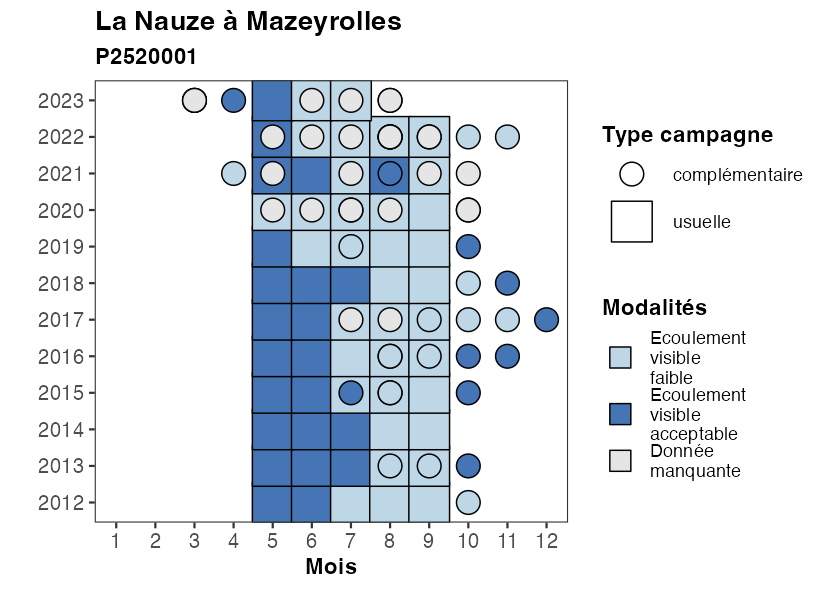 La Nauze à Mazeyrolles
P2520001
2023
2022
2021
2020
2019
2018
2017
2016
2015
2014
2013
2012
1 2 3 4 5 6 7 8 9 10 11 12
Mois
Type campagne
complémentaire
usuelle
Modalités
Ecoulement
visible
faible
Ecoulement
visible
acceptable
Donnée
manquante